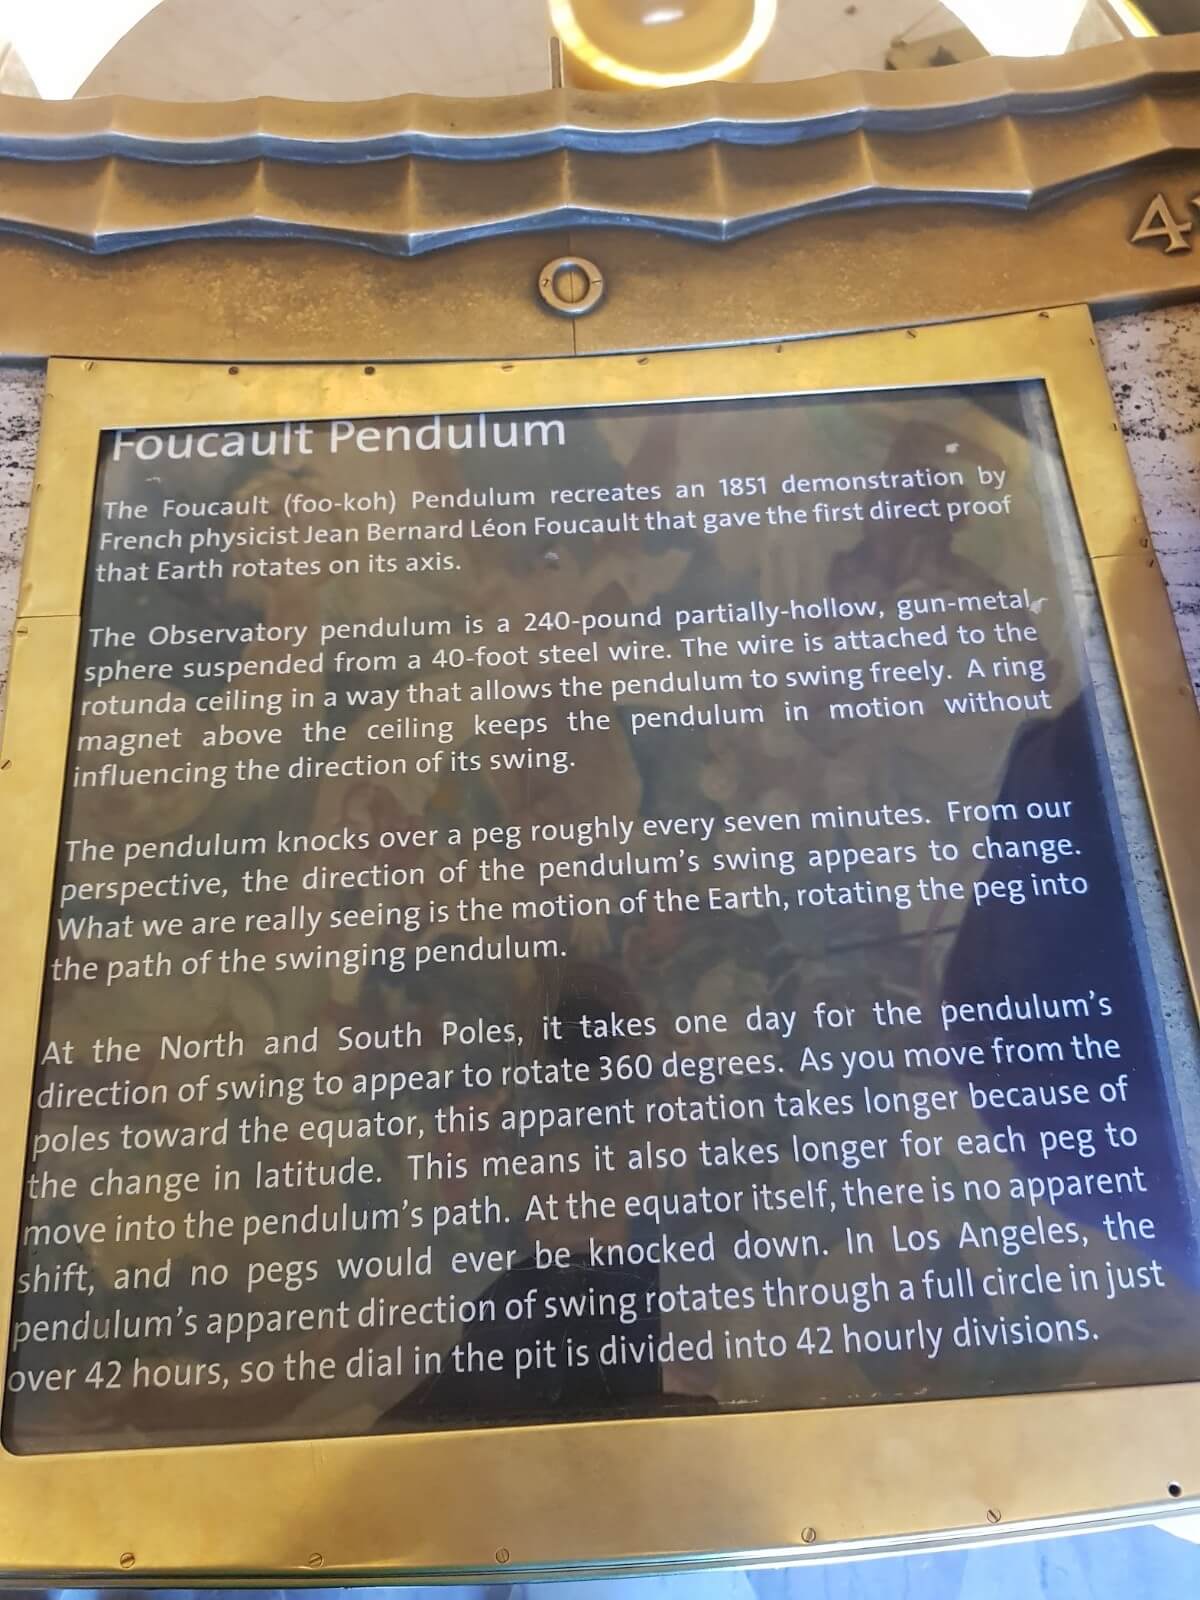 O
4
Foucault Pendulum
The Foucault (foo-koh) Pendulum recreates an 1851 demonstration by
French physicist Jean Bernard Léon Foucault that gave the first direct proof
that Earth rotates on its axis.
The Observatory pendulum is a 240-pound partially-hollow, gun-metal
sphere suspended from a 40-foot steel wire. The wire is attached to the
rotunda ceiling in a way that allows the pendulum to swing freely. A ring
magnet above the ceiling keeps the pendulum in motion without
influencing the direction of its swing.
The pendulum knocks over a peg roughly every seven minutes. From our
perspective, the direction of the pendulum's swing appears to change.
What we are really seeing is the motion of the Earth, rotating the peg into
the path of the swinging pendulum.
At the North and South Poles, it takes one day for the pendulum's
direction of swing to appear to rotate 360 degrees. As you move from the
poles toward the equator, this apparent rotation takes longer because of
the change in latitude. This means it also takes longer for each peg to
move into the pendulum's path. At the equator itself, there is no apparent
shift, and no pegs would ever be knocked down. In Los Angeles, the
pendulum's apparent direction of swing rotates through a full circle in just
over 42 hours, so the dial in the pit is divided into 42 hourly divisions.